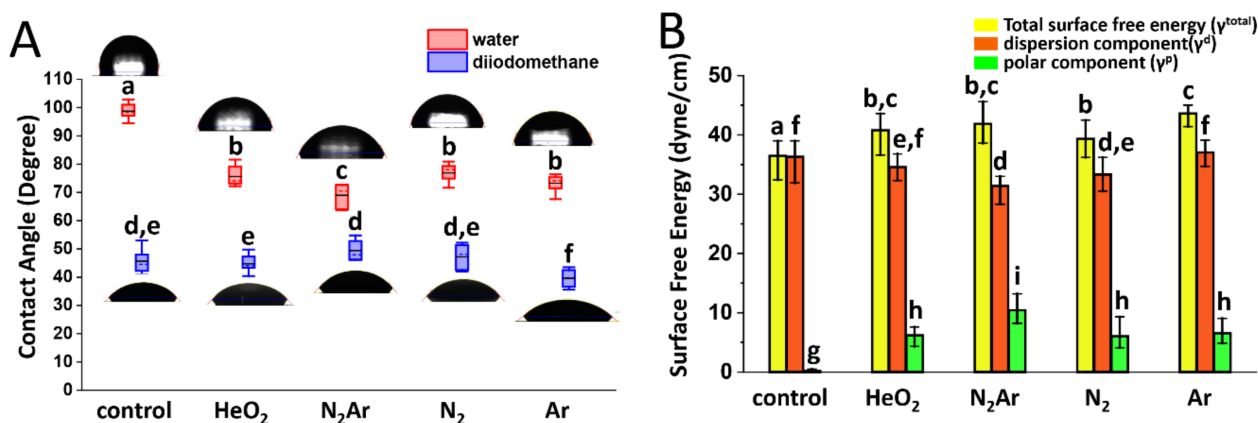 A
water
diiodomethane
Contact Angle (Degree)
110
100
90
80
70
60
50
40
30
20
10
0
a
b
c
b
b
d,e
e
d
d,e
f
control
HeO₂
N₂Ar
N₂
Ar
B
Total surface free energy (γᵗᵒᵗᵃˡ)
dispersion component(γᵈ)
polar component (γᵖ)
Surface Free Energy (dyne/cm)
50
40
30
20
10
0
a
f
g
b,c
e,f
h
b,c
d
i
b
d,e
h
c
f
h
control
HeO₂
N₂Ar
N₂
Ar